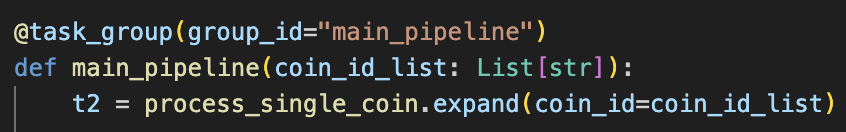 @task_group(group_id="main_pipeline")
def main_pipeline(coin_id_list: List[str]):
    t2 = process_single_coin.expand(coin_id=coin_id_list)